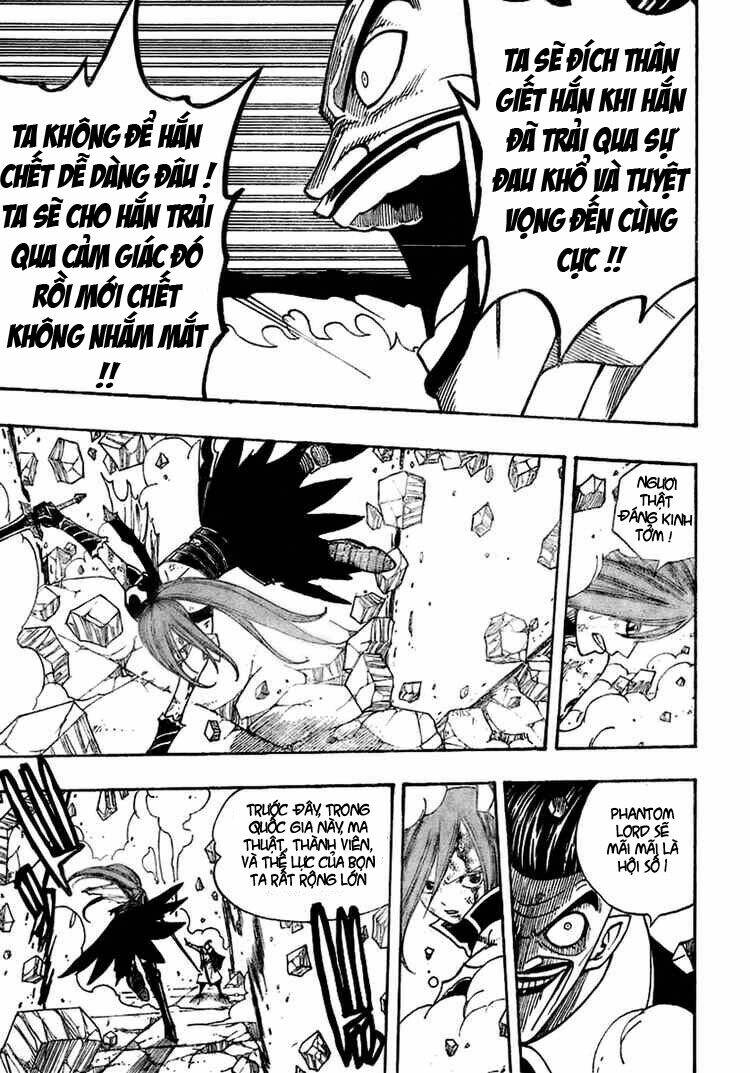 TA SẼ ĐÍCH THÂN
GIẾT HẮN KHI HẮN
ĐÃ TRẢI QUA SỰ
ĐAU KHỔ VÀ TUYỆT
VỌNG ĐẾN CÙNG
CỰC !!
TA KHÔNG ĐỂ HẮN
CHẾT DỄ DÀNG ĐÂU !
TA SẼ CHO HẮN TRẢI
QUA CẢM GIÁC ĐÓ
RỒI MỚI CHẾT
KHÔNG NHẮM MẮT
!!
NGƯƠI
THẬT
ĐÁNG KINH
TỞM !
PHANTOM
LORD SẼ
MÃI MÃI LÀ
HỘI SỐ 1
TRƯỚC ĐÂY, TRONG
QUỐC GIA NÀY, MA
THUẬT, THÀNH VIÊN,
VÀ THẾ LỰC CỦA BỌN
TA RẤT RỘNG LỚN